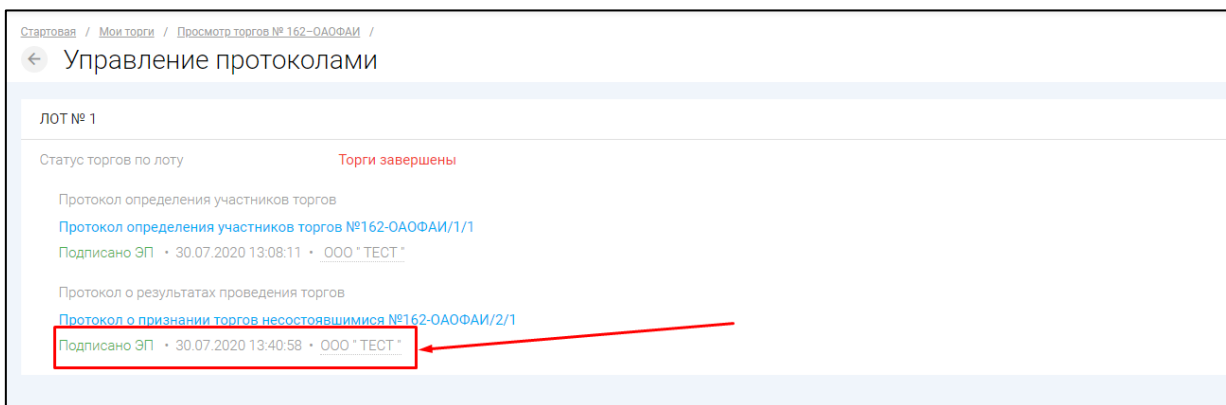 Стартовая / Мои торги / Просмотр торгов № 162–ОАОФАИ /
Управление протоколами
ЛОТ № 1
Статус торгов по лоту Торги завершены
Протокол определения участников торгов
Протокол определения участников торгов №162-ОАОФАИ/1/1
Подписано ЭП • 30.07.2020 13:08:11 • ООО " ТЕСТ "
Протокол о результатах проведения торгов
Протокол о признании торгов несостоявшимися №162-ОАОФАИ/2/1
Подписано ЭП • 30.07.2020 13:40:58 • ООО " ТЕСТ "